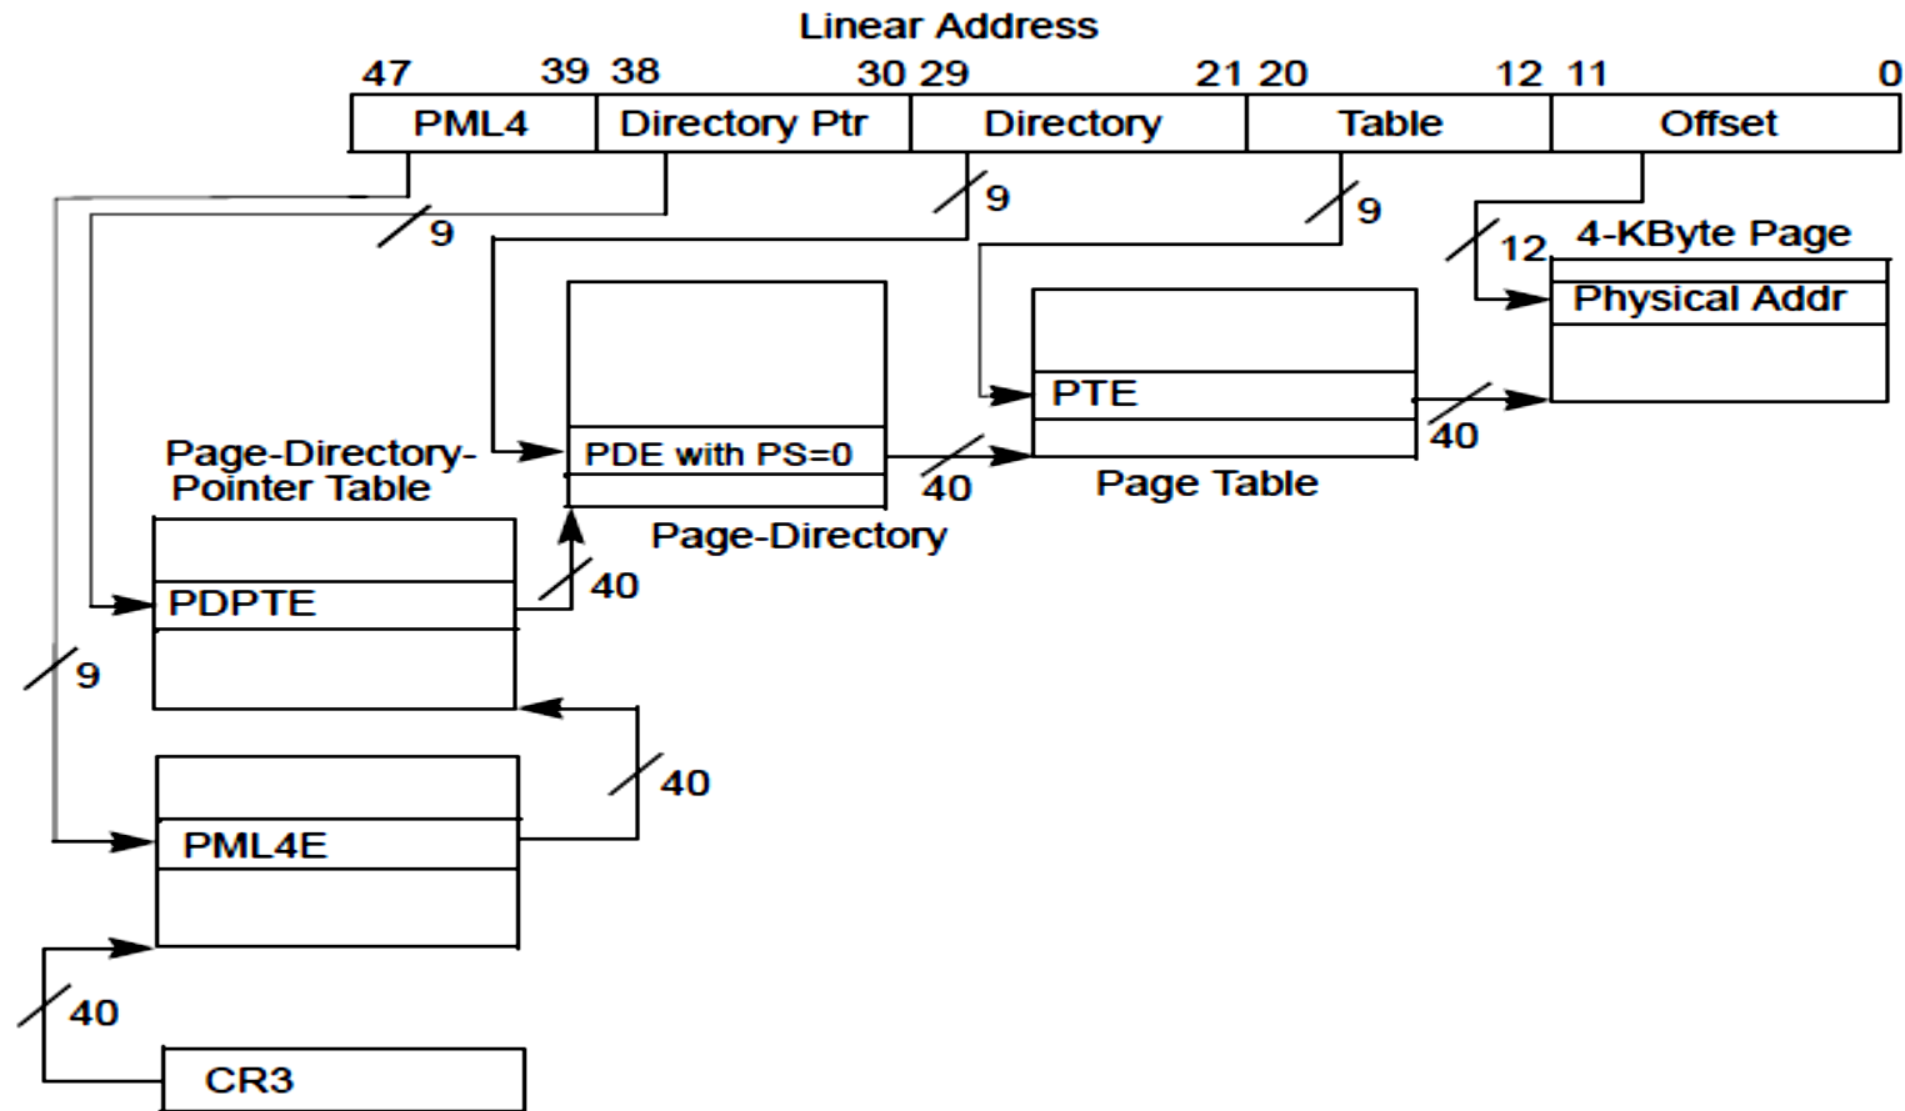 Linear Address
47 39 38 30 29 21 20 12 11 0
PML4 Directory Ptr Directory Table Offset
9
9
9
12
4-KByte Page
Physical Addr
PTE
40
Page Table
PDE with PS=0
40
Page-Directory
Page-Directory-
Pointer Table
PDPTE
40
9
40
PML4E
40
CR3